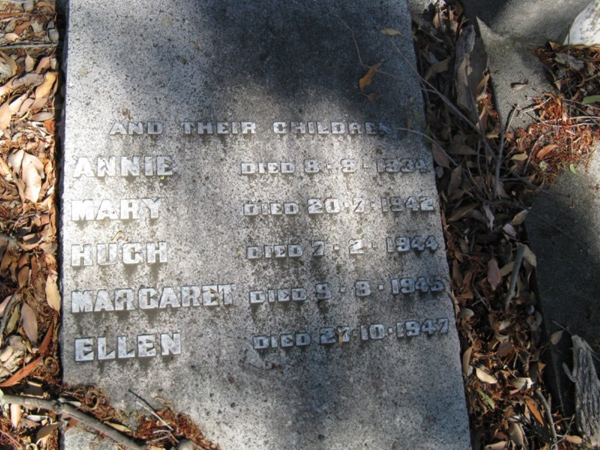 AND THEIR CHILDREN
ANNIE DIED 8·9·1934
MARY DIED 20·7·1942
HUGH DIED 7·2·1944
MARGARET DIED 9·8·1945
ELLEN DIED 27·10·1947